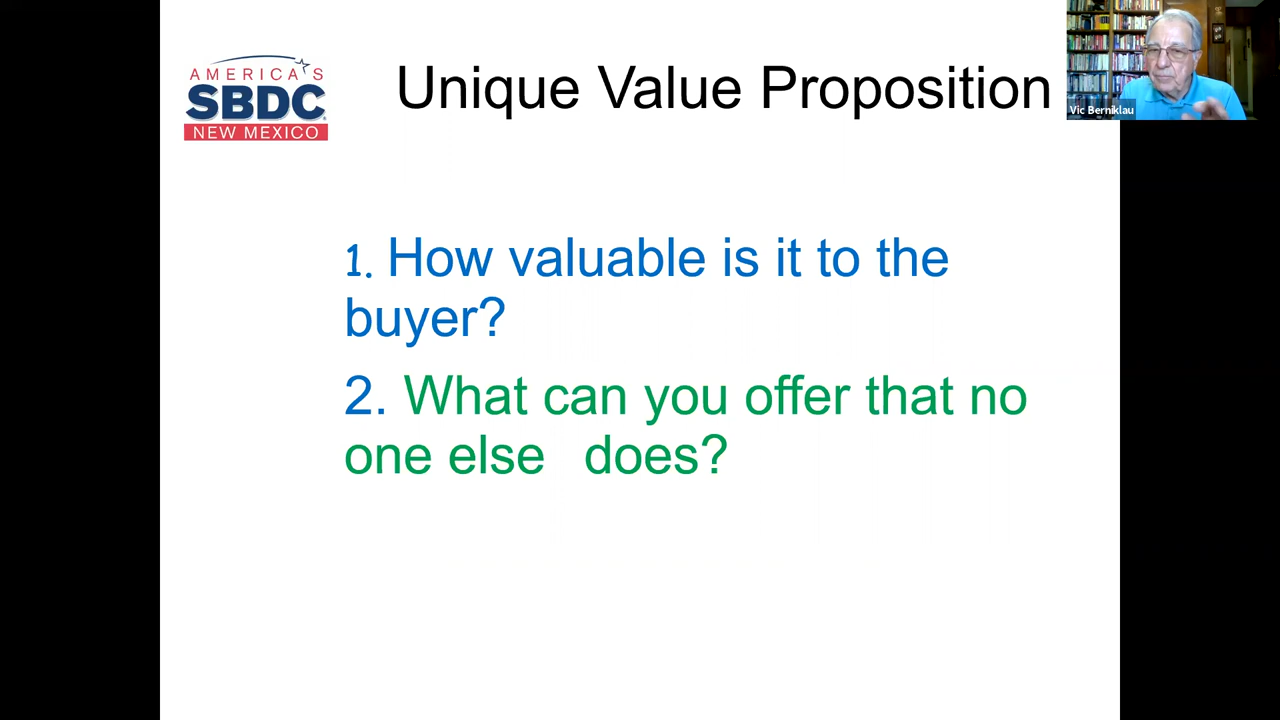 AMERICA'S
SBDC
NEW MEXICO
Unique Value Proposition
Vic Berniklau
1. How valuable is it to the
buyer?
2. What can you offer that no
one else does?